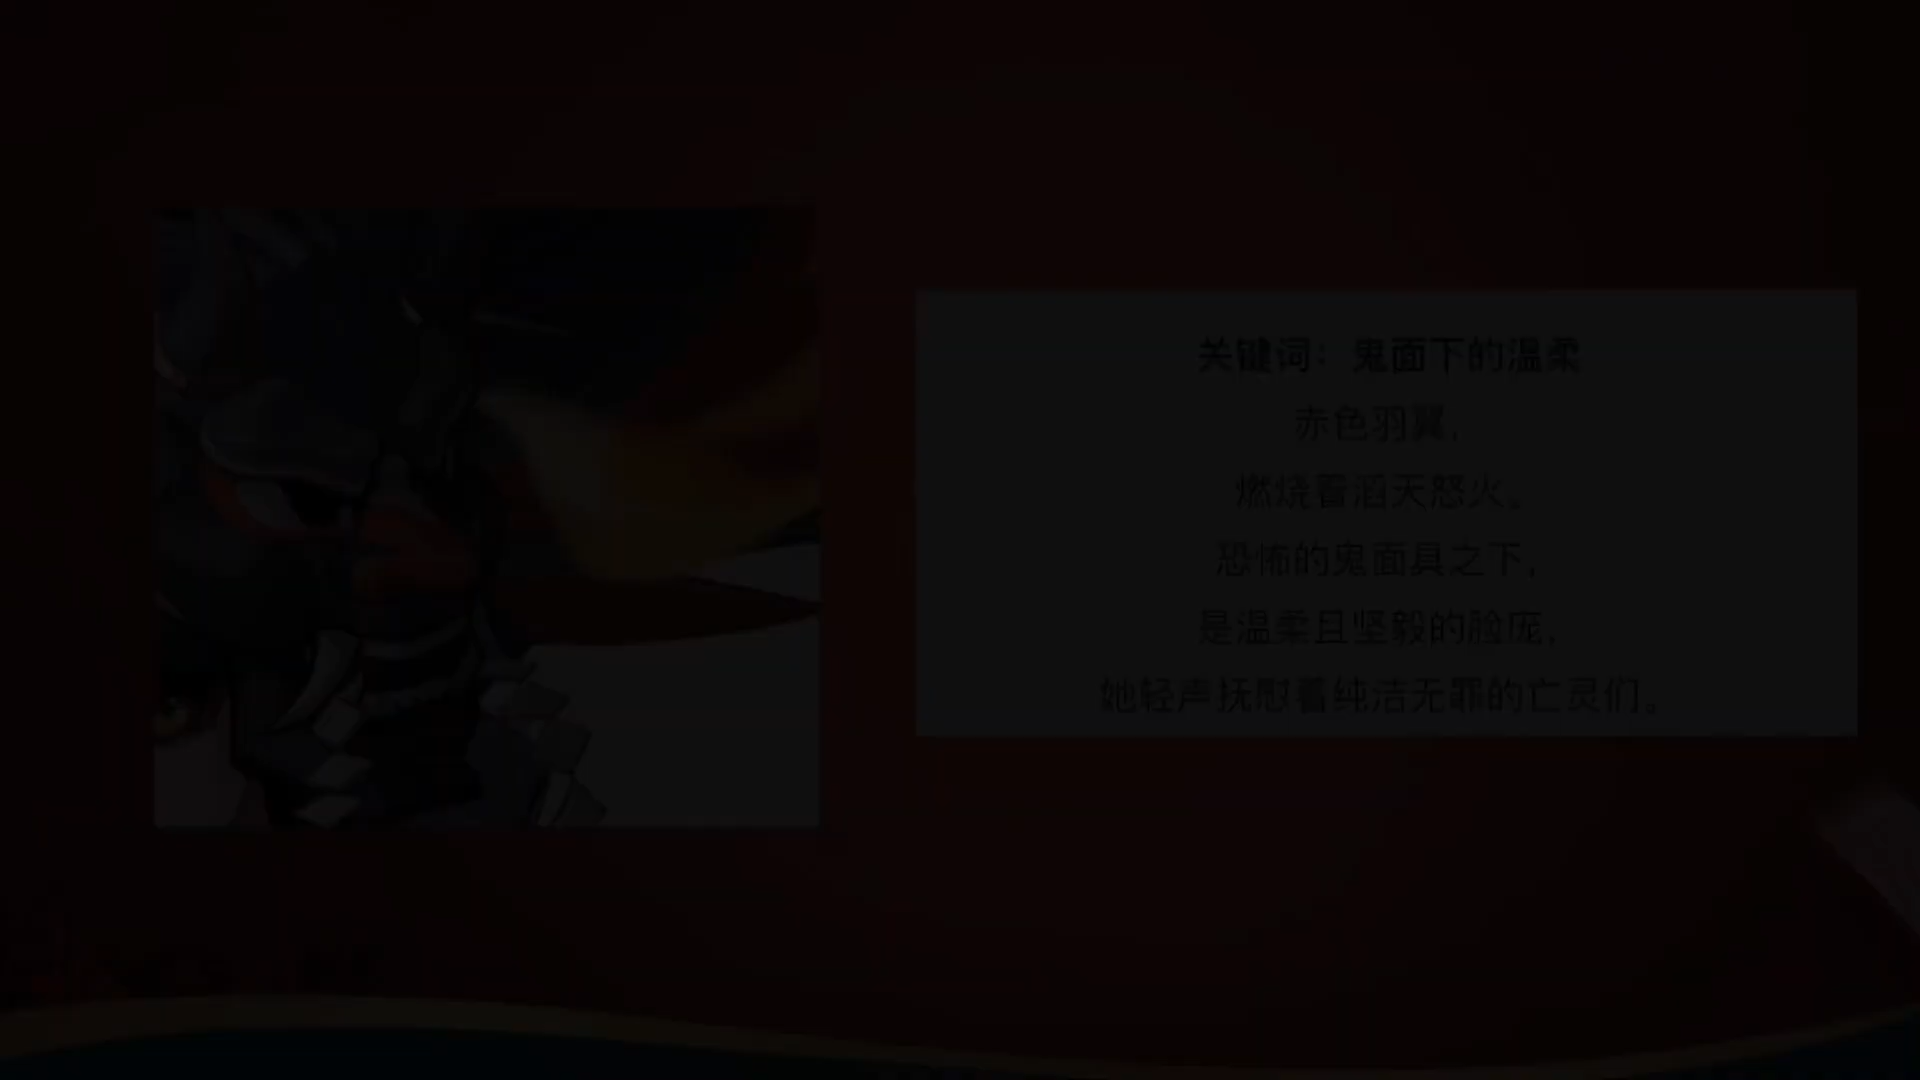 关键词：鬼面下的温柔
赤色羽翼，
燃烧着滔天怒火。
恐怖的鬼面具之下，
是温柔且坚毅的脸庞，
她轻声抚慰着纯洁无罪的亡灵们。